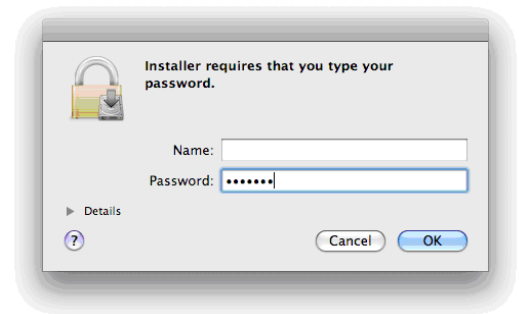 Installer requires that you type your
password.
Name:
Password: •••••••
Details
? Cancel OK